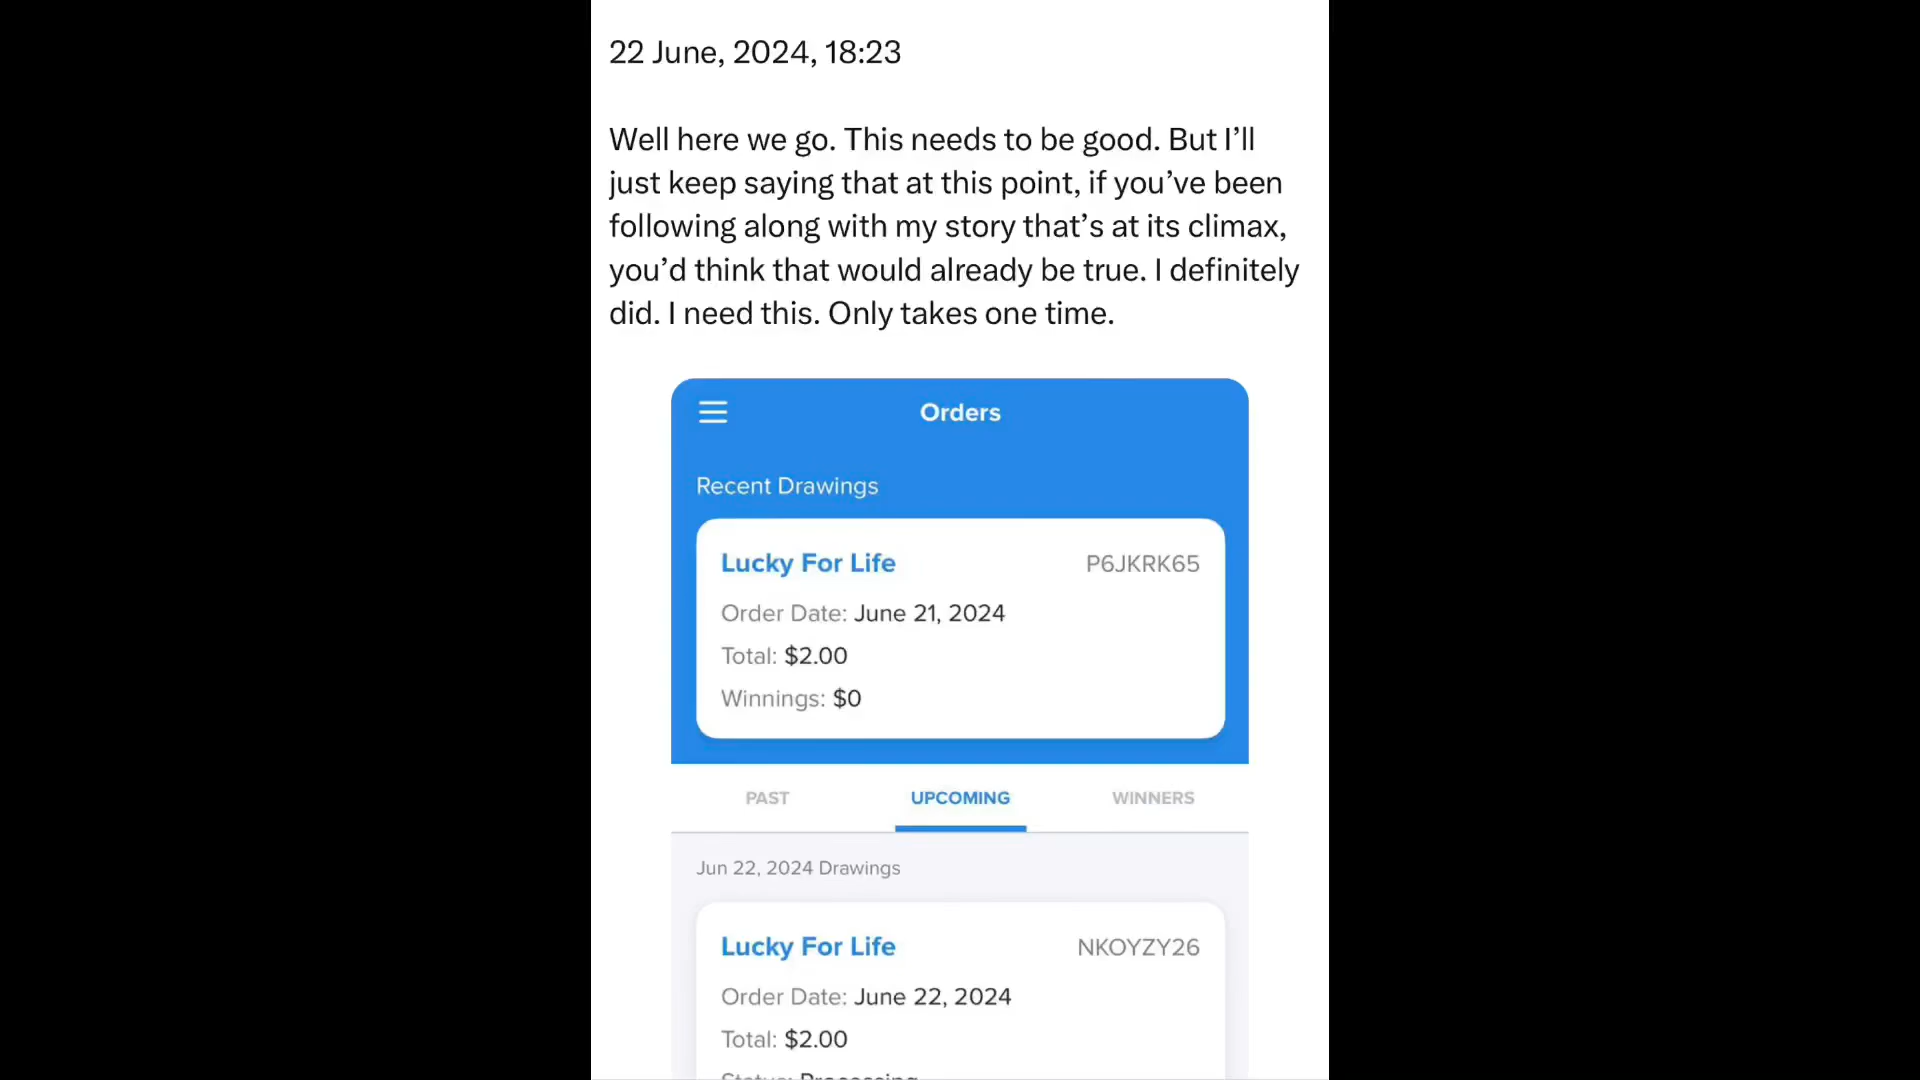 22 June, 2024, 18:23
Well here we go. This needs to be good. But I’ll
just keep saying that at this point, if you’ve been
following along with my story that’s at its climax,
you’d think that would already be true. I definitely
did. I need this. Only takes one time.
Orders
Recent Drawings
Lucky For Life P6JKRK65
Order Date: June 21, 2024
Total: $2.00
Winnings: $0
PAST UPCOMING WINNERS
Jun 22, 2024 Drawings
Lucky For Life NKOYZY26
Order Date: June 22, 2024
Total: $2.00
Status: Processing